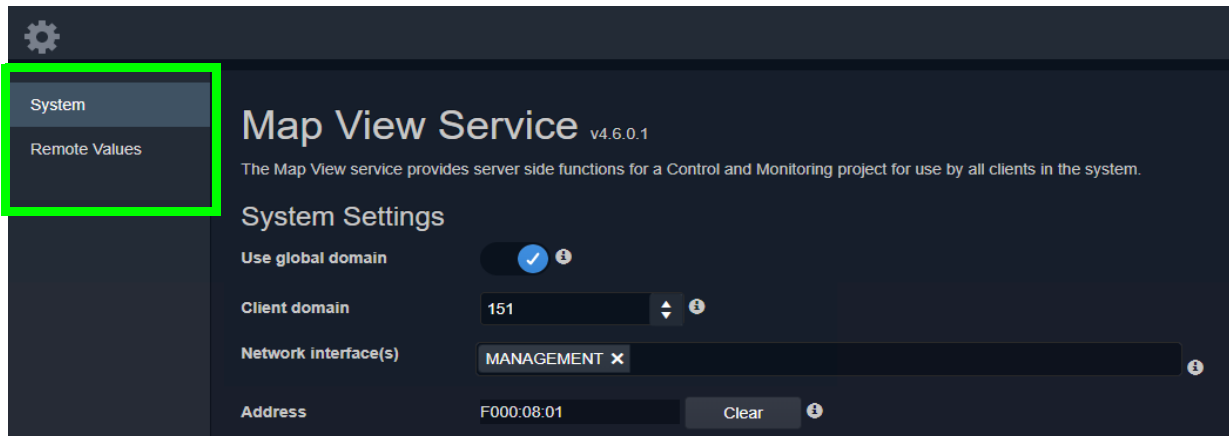 System
Remote Values
Map View Service v4.6.0.1
The Map View service provides server side functions for a Control and Monitoring project for use by all clients in the system.
System Settings
Use global domain
Client domain 151
Network interface(s) MANAGEMENT
Address F000:08:01 Clear